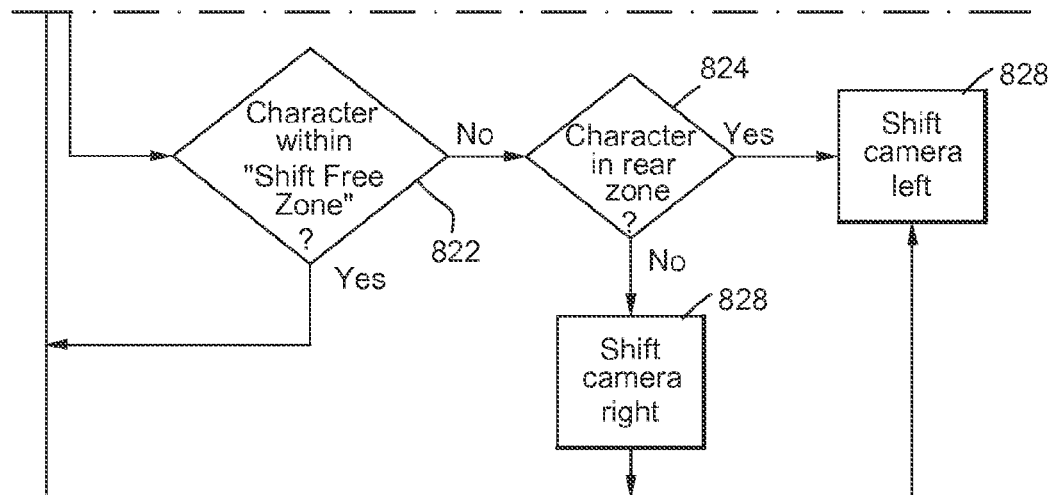 Character
within
"Shift Free
Zone"
?
822
No
Yes
824
Character
in rear
zone
?
Yes
No
828
Shift
camera
left
828
Shift
camera
right